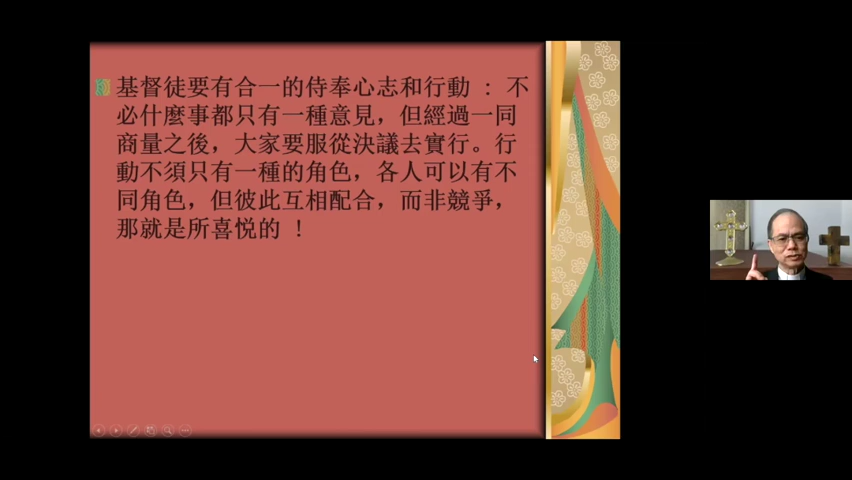 基督徒要有合一的侍奉心志和行動 : 不
必什麼事都只有一種意見，但經過一同
商量之後，大家要服從決議去實行。行
動不須只有一種的角色，各人可以有不
同角色，但彼此互相配合，而非競爭，
那就是所喜悦的 !